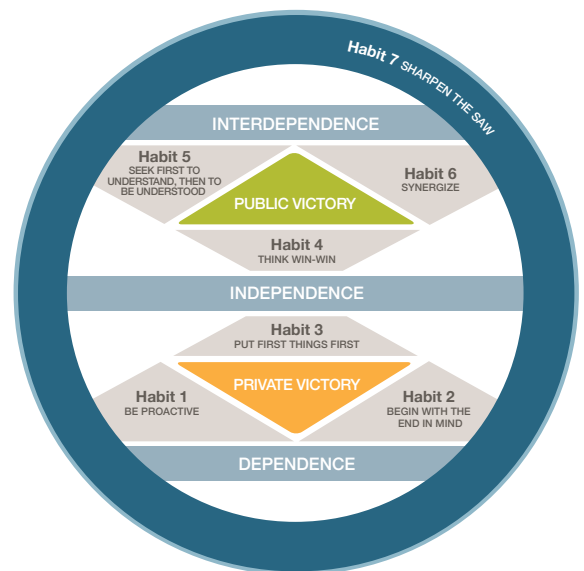 Habit 7 SHARPEN THE SAW
INTERDEPENDENCE
Habit 5
SEEK FIRST TO
UNDERSTAND, THEN TO
BE UNDERSTOOD
Habit 6
SYNERGIZE
PUBLIC VICTORY
Habit 4
THINK WIN-WIN
INDEPENDENCE
Habit 3
PUT FIRST THINGS FIRST
PRIVATE VICTORY
Habit 1
BE PROACTIVE
Habit 2
BEGIN WITH THE
END IN MIND
DEPENDENCE